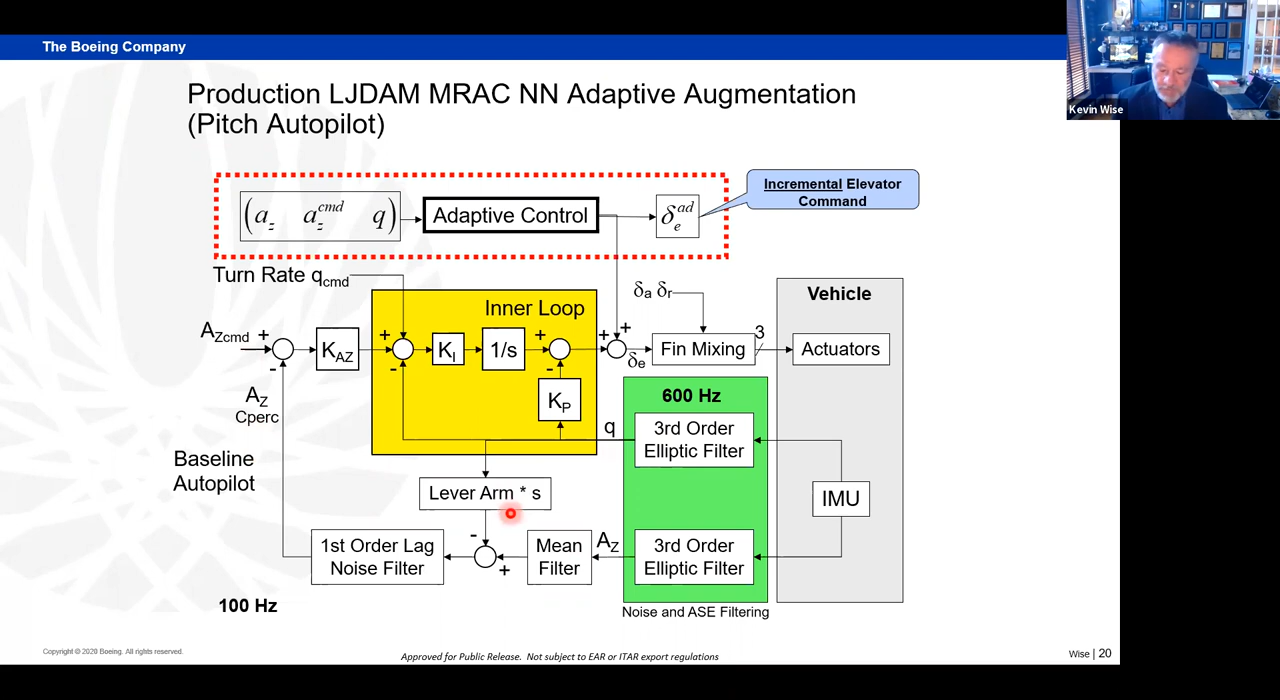 The Boeing Company
Kevin Wise
Production LJDAM MRAC NN Adaptive Augmentation
(Pitch Autopilot)
(a_z a_z^cmd q)
Adaptive Control
δ_e^ad
Incremental Elevator
Command
Turn Rate q_cmd
Inner Loop
δ_a δ_r
Vehicle
A_Zcmd
+
-
K_AZ
+
-
K_I
1/s
+
-
+
+
δ_e
Fin Mixing
3
Actuators
K_P
A_Z
Cperc
600 Hz
q
3rd Order
Elliptic Filter
Baseline
Autopilot
Lever Arm * s
IMU
-
+
1st Order Lag
Noise Filter
Mean
Filter
A_Z
3rd Order
Elliptic Filter
100 Hz
Noise and ASE Filtering
Copyright © 2020 Boeing. All rights reserved.
Approved for Public Release. Not subject to EAR or ITAR export regulations
Wise | 20